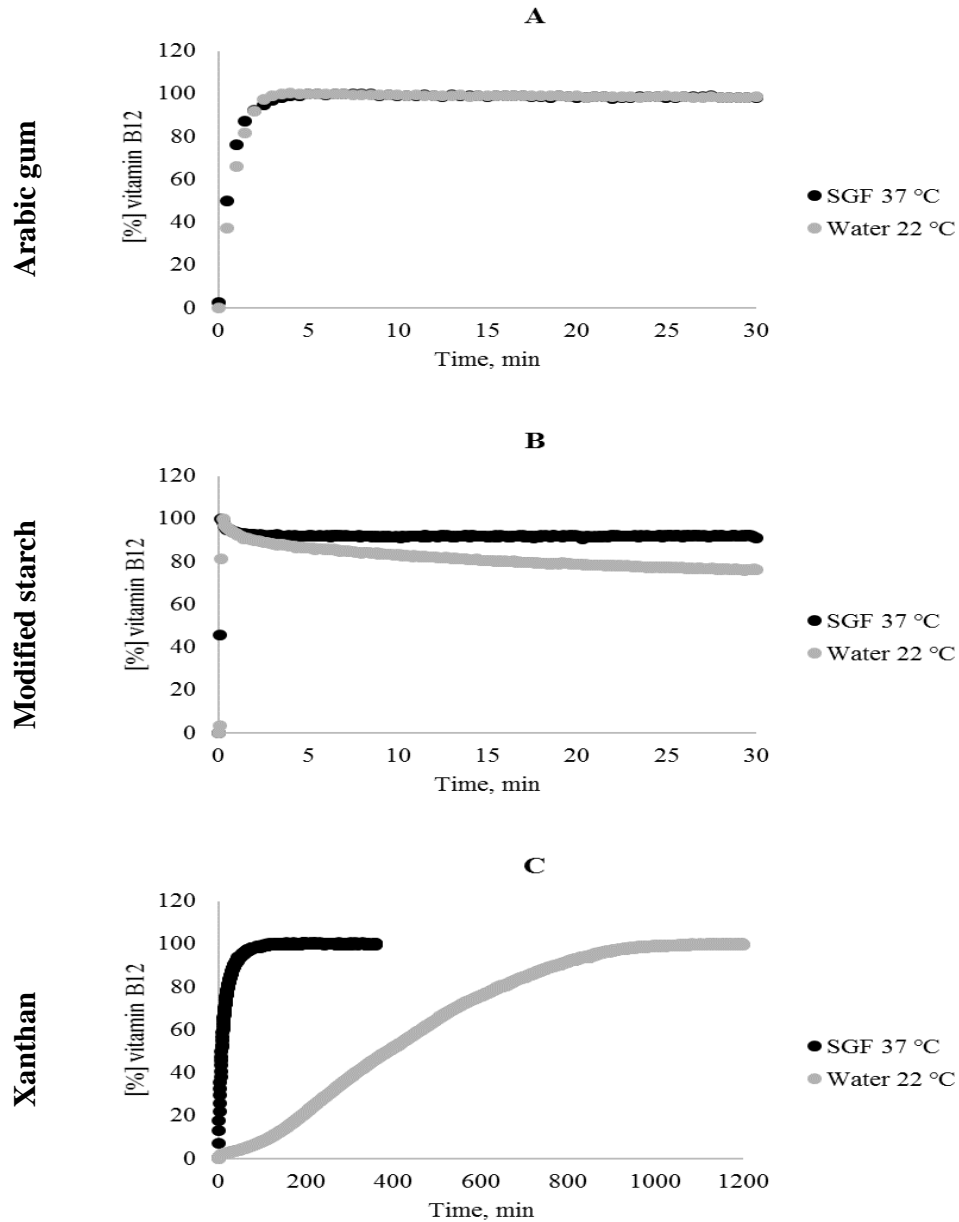 A
Arabic gum
[%] vitamin B12
120
100
80
60
40
20
0
0 5 10 15 20 25 30
Time, min
SGF 37 °C
Water 22 °C
B
Modified starch
[%] vitamin B12
120
100
80
60
40
20
0
0 5 10 15 20 25 30
Time, min
SGF 37 °C
Water 22 °C
C
Xanthan
[%] vitamin B12
120
100
80
60
40
20
0
0 200 400 600 800 1000 1200
Time, min
SGF 37 °C
Water 22 °C